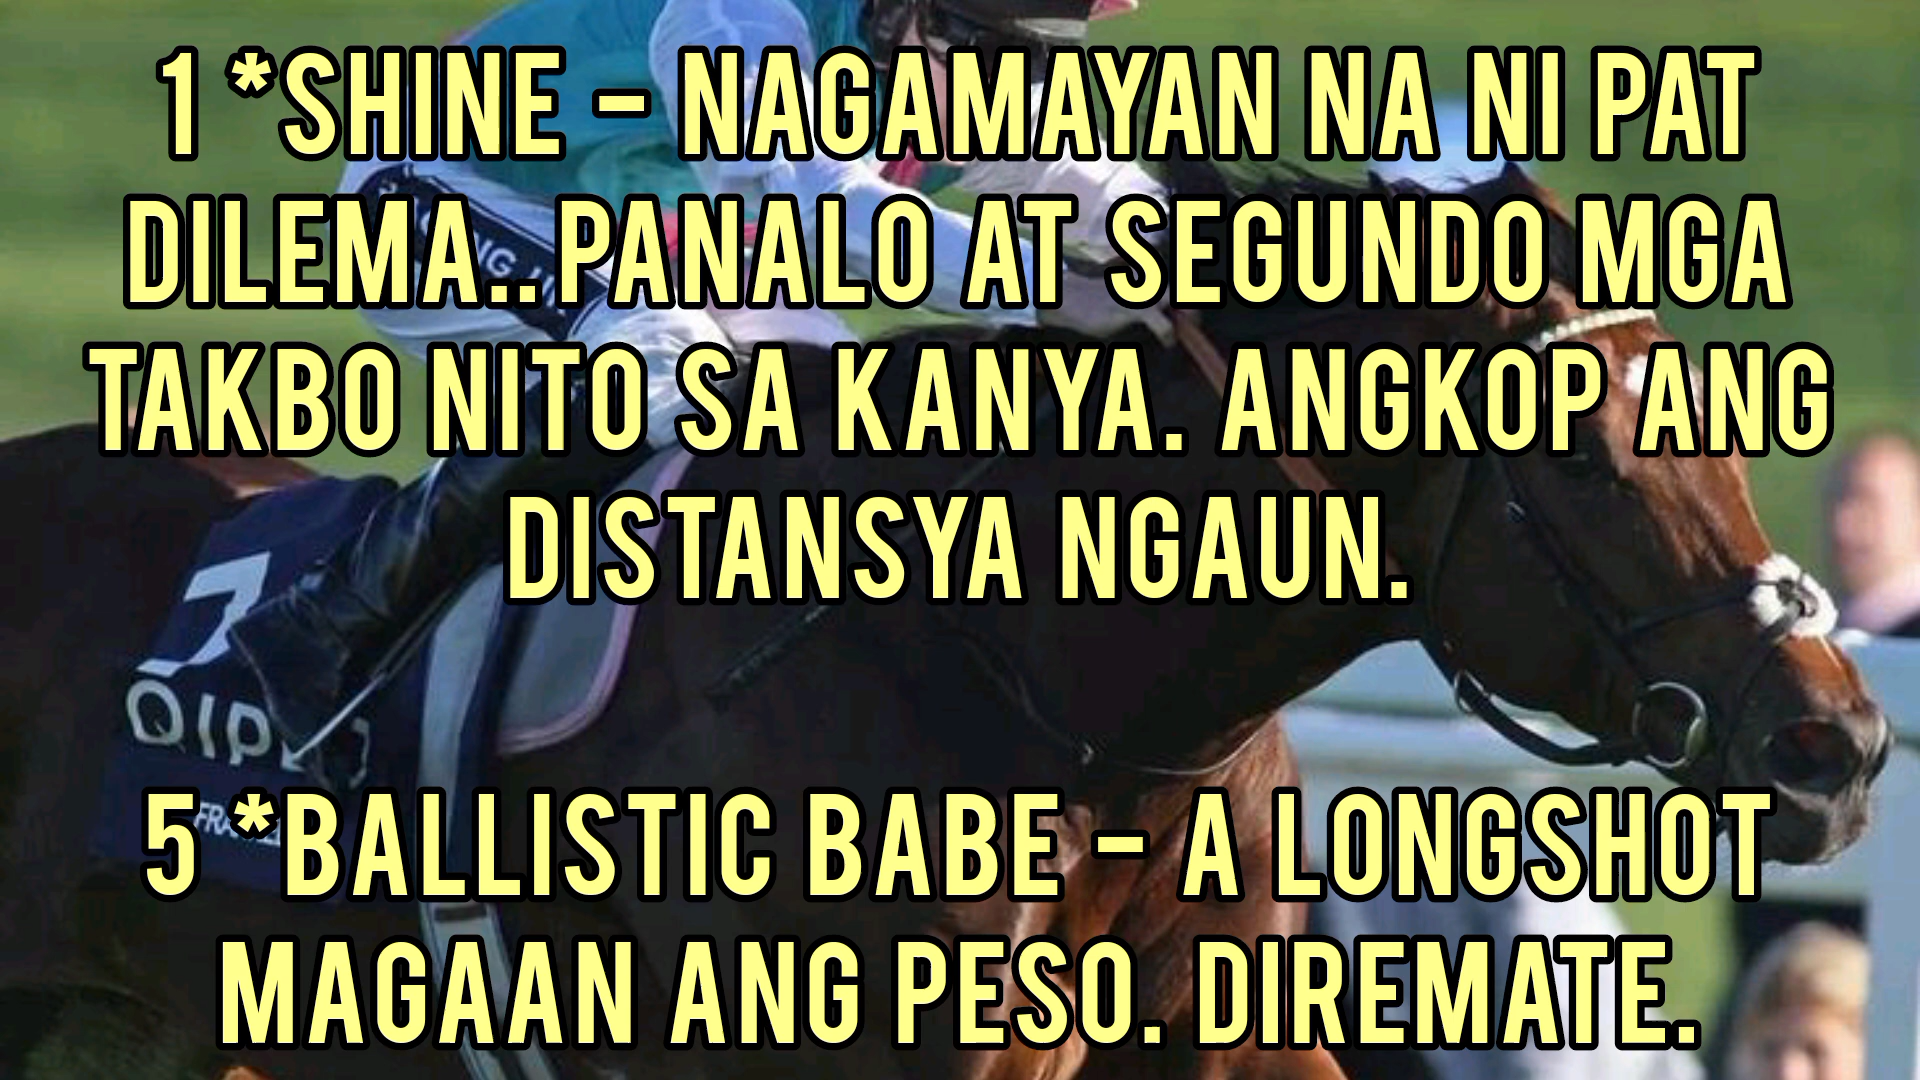 1 *SHINE – NAGAMAYAN NA NI PAT
DILEMA.. PANALO AT SEGUNDO MGA
TAKBO NITO SA KANYA. ANGKOP ANG
DISTANSYA NGAUN.
7
5 *BALLISTIC BABE – A LONGSHOT
MAGAAN ANG PESO. DIREMATE.